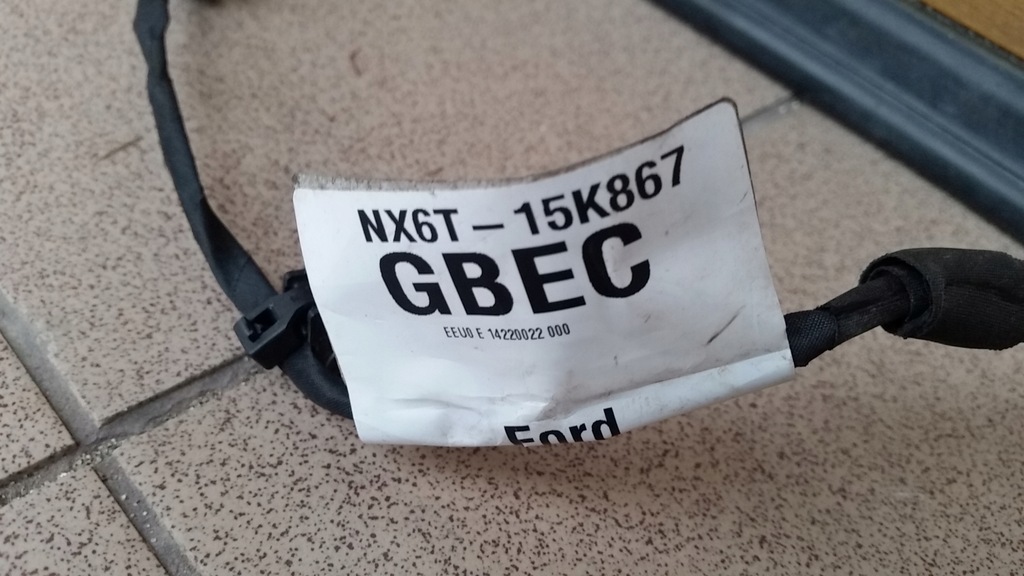 NX6T - 15K867
GBEC
EEU0 E 14220022 000
Ford